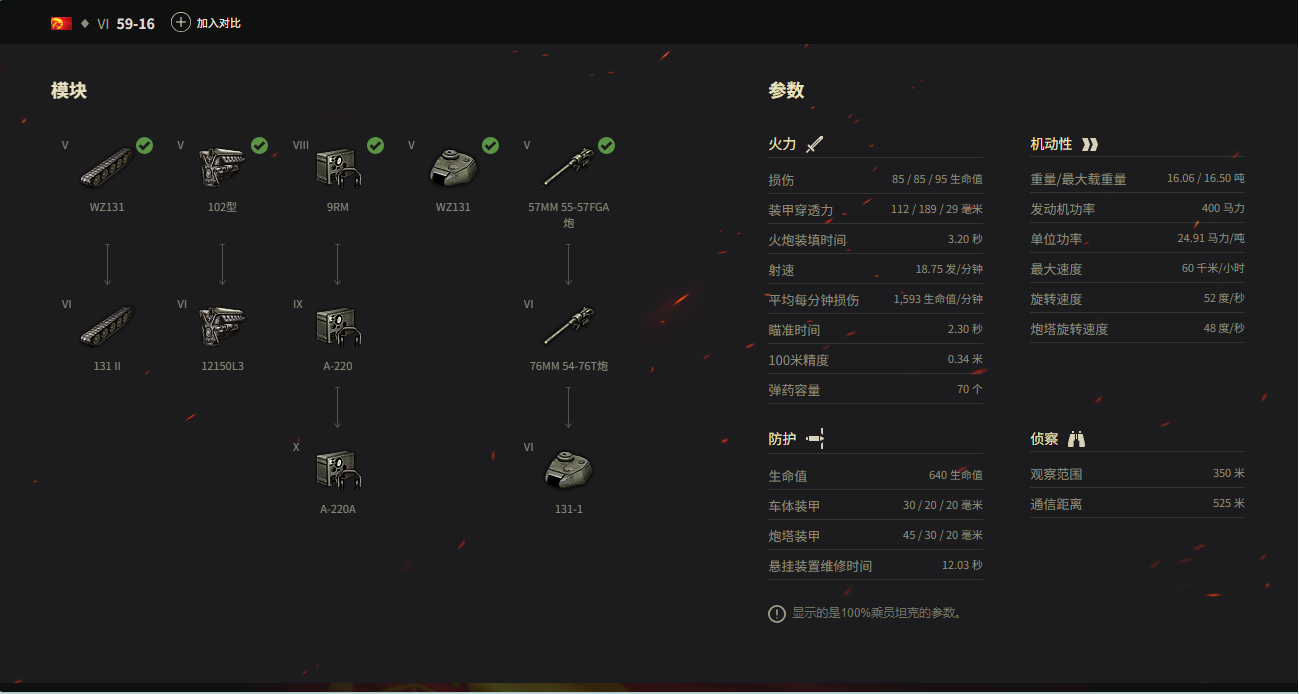 VI 59-16 加入对比
模块
V V VIII V V
WZ131 102型 9RM WZ131 57MM 55-57FGA
炮
VI VI IX VI
131 II 12150L3 A-220 76MM 54-76T炮
X VI
A-220A 131-1
参数
火力
损伤 85 / 85 / 95 生命值
装甲穿透力 112 / 189 / 29 毫米
火炮装填时间 3.20 秒
射速 18.75 发/分钟
平均每分钟损伤 1,593 生命值/分钟
瞄准时间 2.30 秒
100米精度 0.34 米
弹药容量 70 个
机动性
重量/最大载重量 16.06 / 16.50 吨
发动机功率 400 马力
单位功率 24.91 马力/吨
最大速度 60 千米/小时
旋转速度 52 度/秒
炮塔旋转速度 48 度/秒
防护
生命值 640 生命值
车体装甲 30 / 20 / 20 毫米
炮塔装甲 45 / 30 / 20 毫米
悬挂装置维修时间 12.03 秒
侦察
观察范围 350 米
通信距离 525 米
显示的是100%乘员坦克的参数。